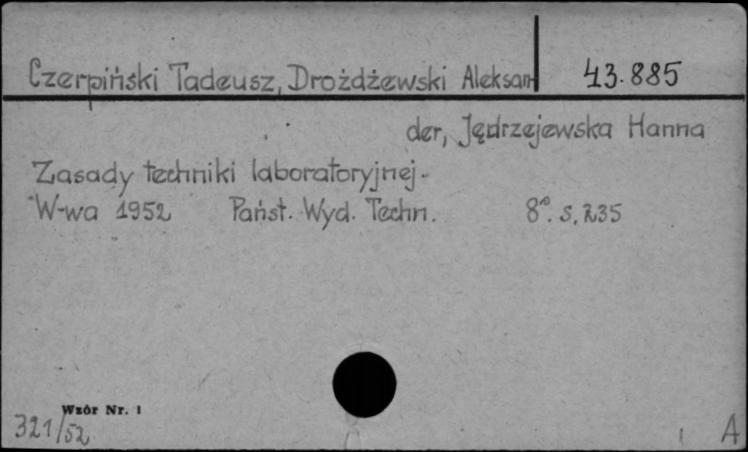 Czerpiński Tadeusz, Drożdżewski Aleksan 43.885
der, Jędrzejewska Hanna
Zasady techniki laboratoryjnej.
W-wa 1952 Państ. Wyd. Techn. 8°. s. 235
Wzór Nr. 1
321/52 A